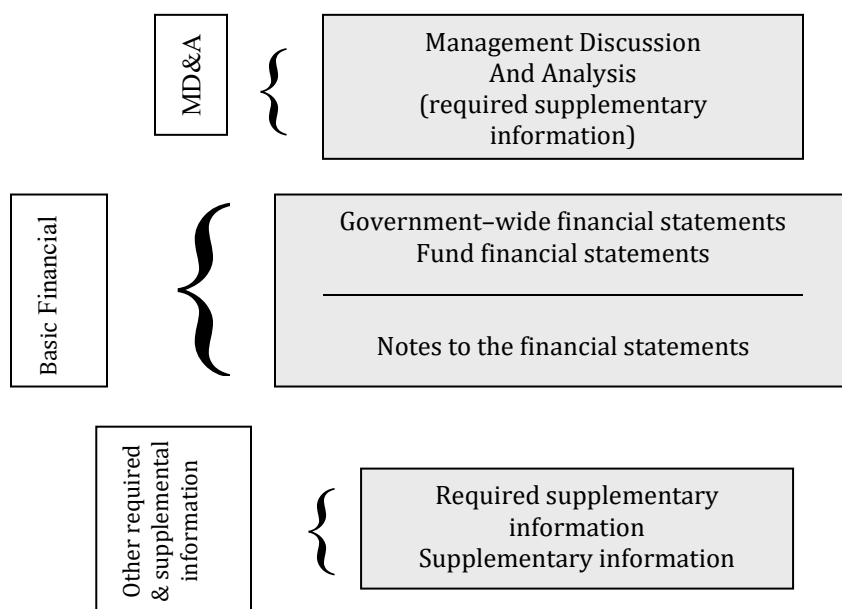 MD&A
Management Discussion
And Analysis
(required supplementary
information)
Basic Financial
Government–wide financial statements
Fund financial statements
Notes to the financial statements
Other required
& supplemental
information
Required supplementary
information
Supplementary information